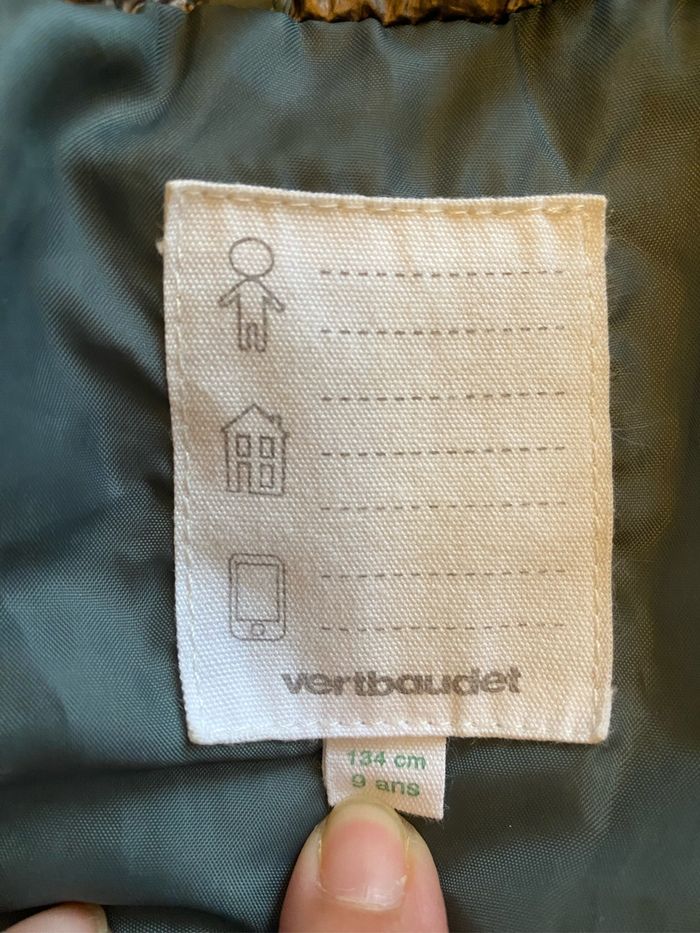 vertbaudet
134 cm
9 ans